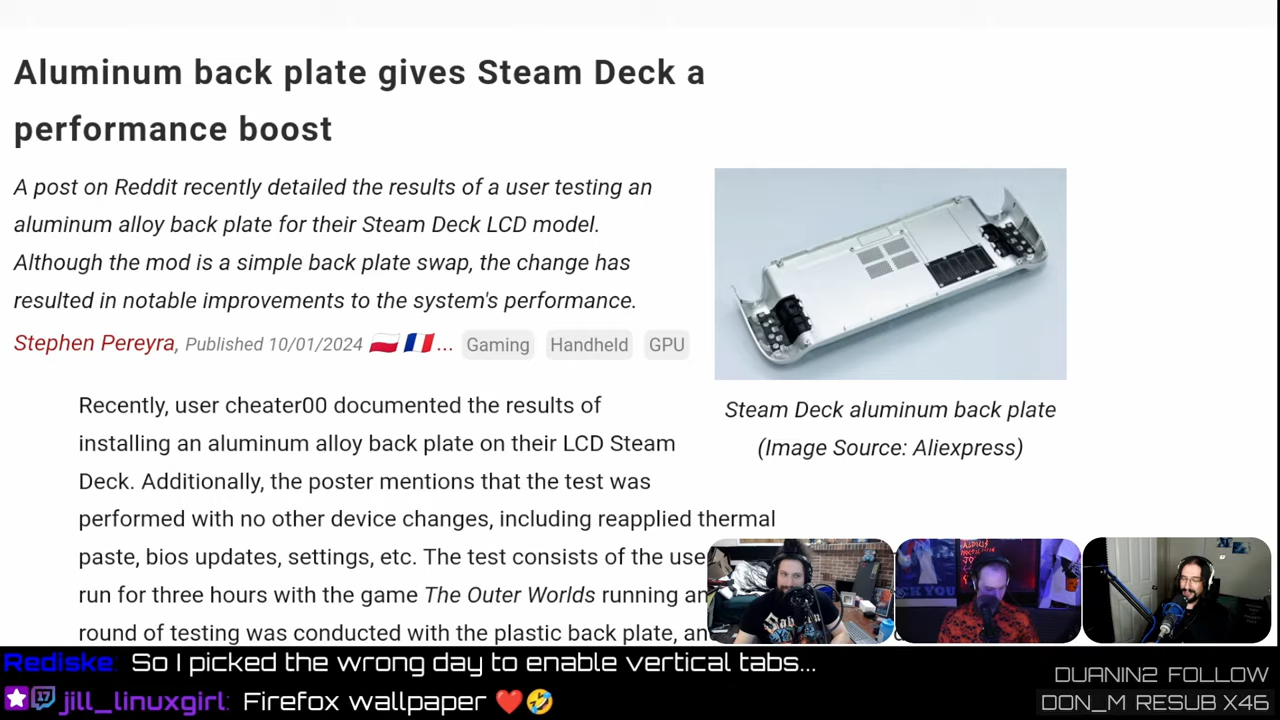 Aluminum back plate gives Steam Deck a
performance boost
A post on Reddit recently detailed the results of a user testing an
aluminum alloy back plate for their Steam Deck LCD model.
Although the mod is a simple back plate swap, the change has
resulted in notable improvements to the system's performance.
Stephen Pereyra, Published 10/01/2024 🇵🇱 🇫🇷 ... Gaming Handheld GPU
Steam Deck aluminum back plate
(Image Source: Aliexpress)
Recently, user cheater00 documented the results of
installing an aluminum alloy back plate on their LCD Steam
Deck. Additionally, the poster mentions that the test was
performed with no other device changes, including reapplied thermal
paste, bios updates, settings, etc. The test consists of the use
run for three hours with the game The Outer Worlds running
round of testing was conducted with the plastic back plate,
Rediske: So I picked the wrong day to enable vertical tabs...
17 jill_linuxgirl: Firefox wallpaper ❤️🤣
DURNIN2 FOLLOW
DON_M RESUB X46